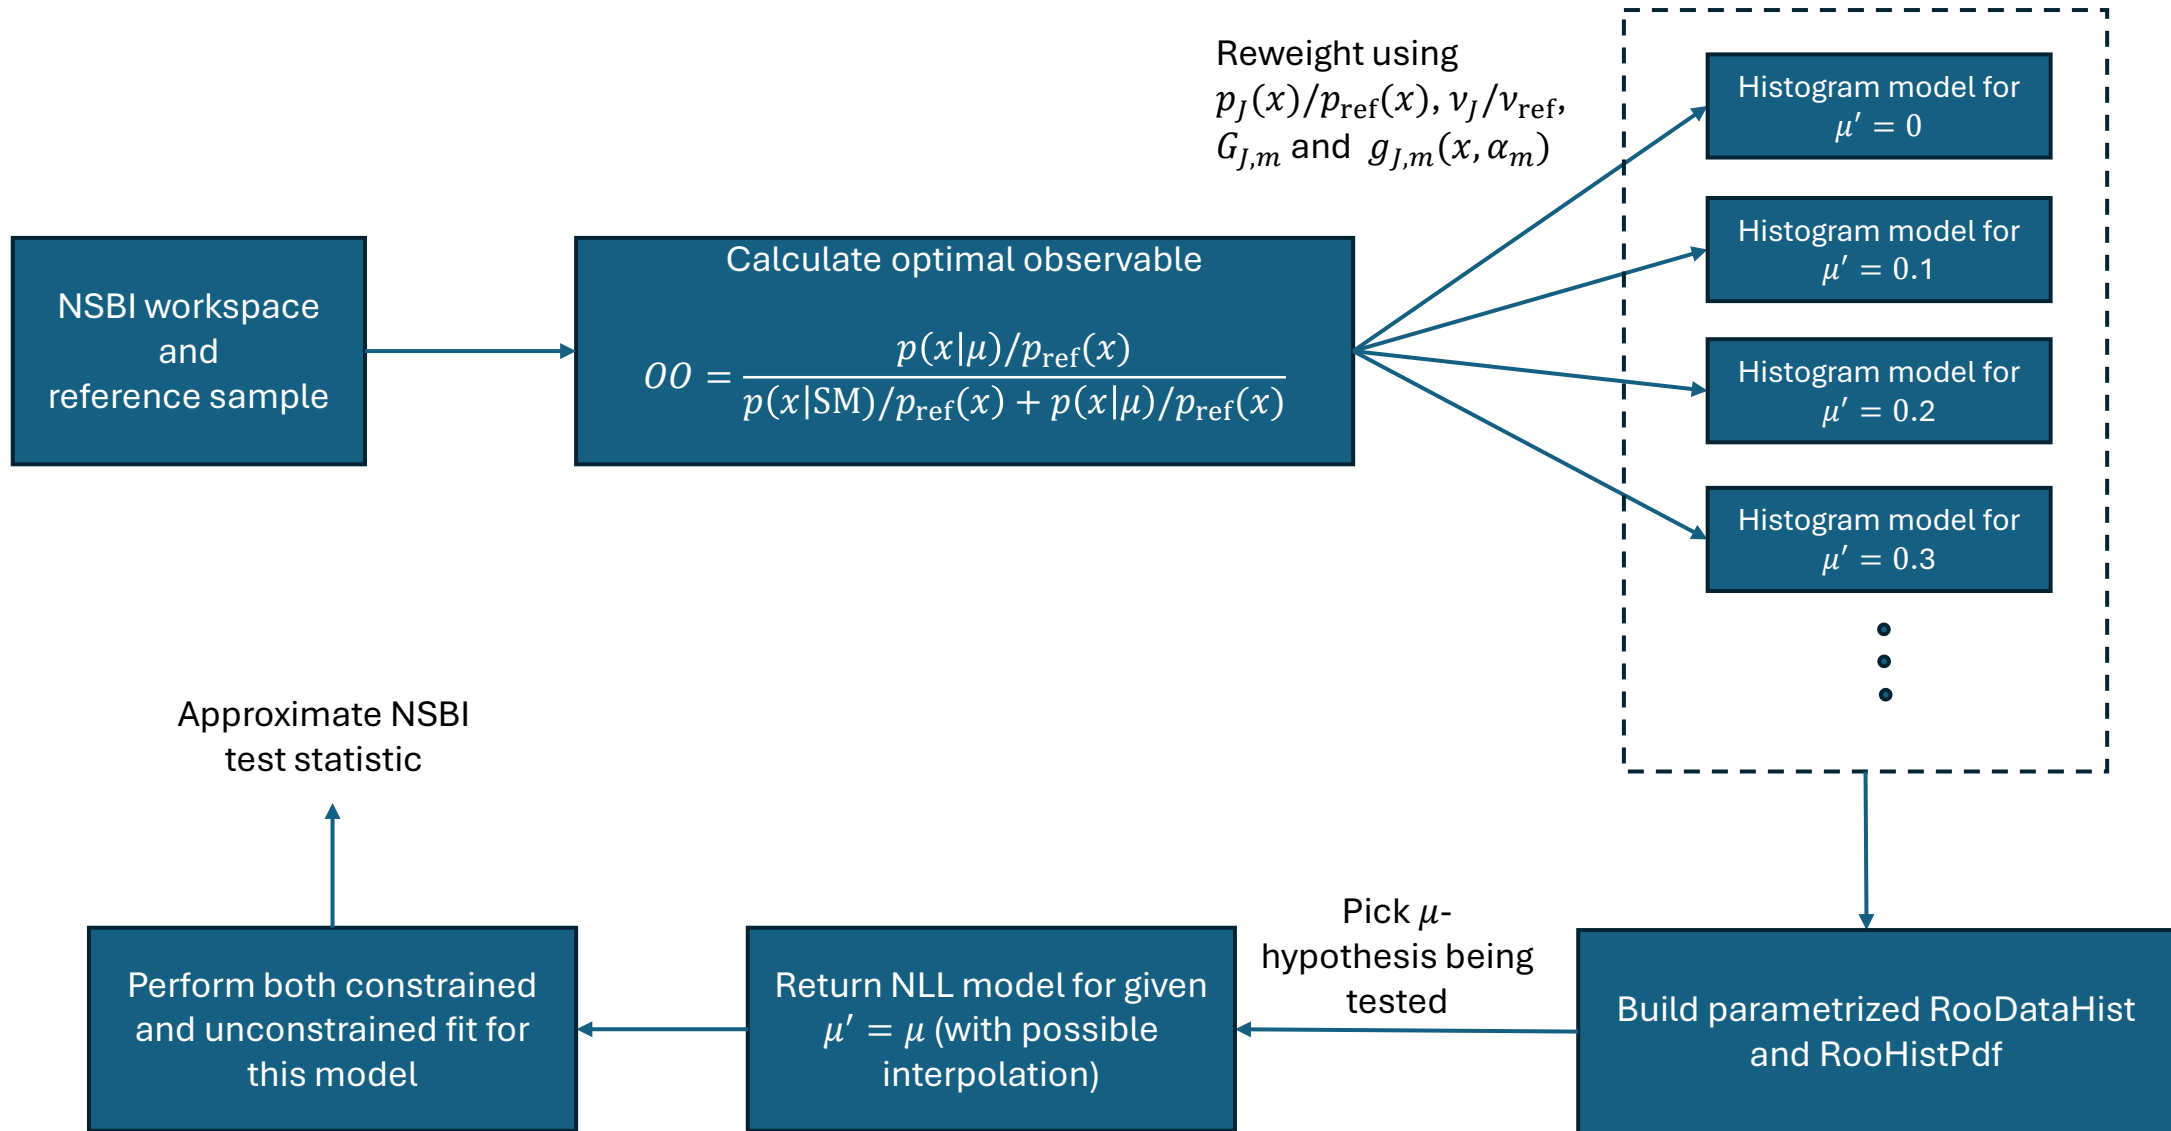 NSBI workspace
and
reference sample
Calculate optimal observable
𝑂𝑂 = (p(x|μ)/p_ref(x)) / (p(x|SM)/p_ref(x) + p(x|μ)/p_ref(x))
Reweight using
p_J(x)/p_ref(x), ν_J/ν_ref,
G_{J,m} and g_{J,m}(x, α_m)
Histogram model for
μ′ = 0
Histogram model for
μ′ = 0.1
Histogram model for
μ′ = 0.2
Histogram model for
μ′ = 0.3
Build parametrized RooDataHist
and RooHistPdf
Pick μ-
hypothesis being
tested
Return NLL model for given
μ′ = μ (with possible
interpolation)
Perform both constrained
and unconstrained fit for
this model
Approximate NSBI
test statistic